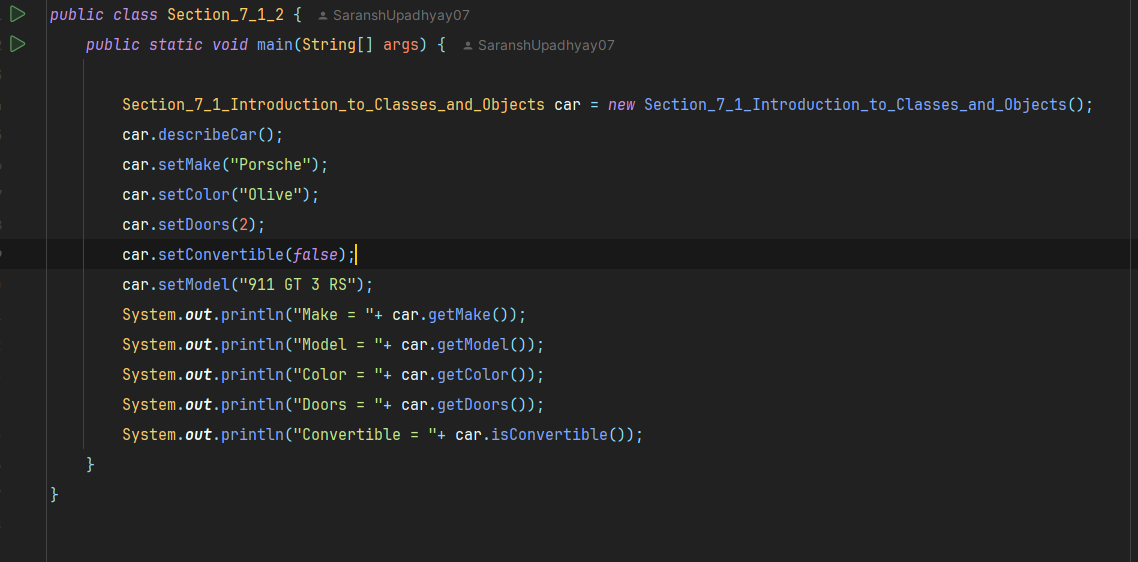 public class Section_7_1_2 { SaranshUpadhyay07
public static void main(String[] args) { SaranshUpadhyay07
Section_7_1_Introduction_to_Classes_and_Objects car = new Section_7_1_Introduction_to_Classes_and_Objects();
car.describeCar();
car.setMake("Porsche");
car.setColor("Olive");
car.setDoors(2);
car.setConvertible(false);
car.setModel("911 GT 3 RS");
System.out.println("Make = "+ car.getMake());
System.out.println("Model = "+ car.getModel());
System.out.println("Color = "+ car.getColor());
System.out.println("Doors = "+ car.getDoors());
System.out.println("Convertible = "+ car.isConvertible());
}
}